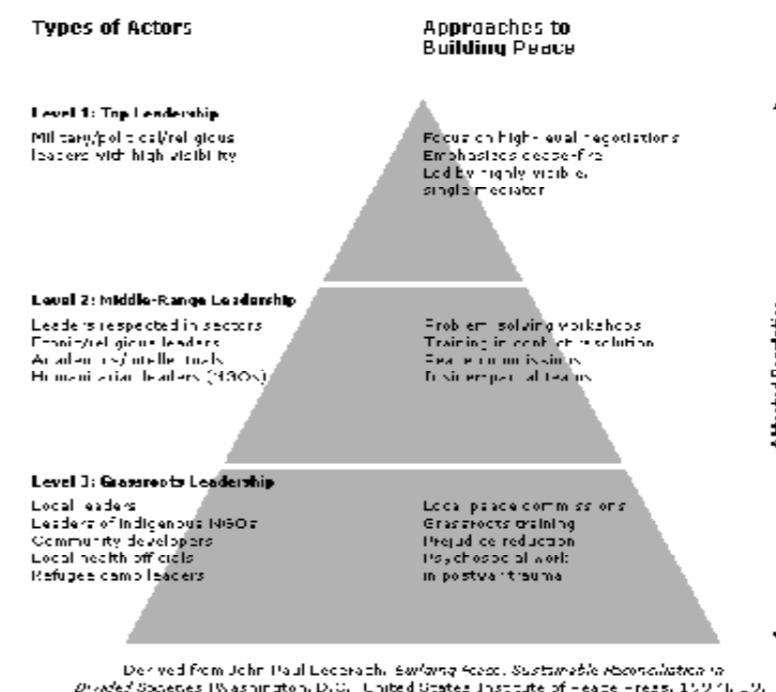 Types of Actors
Approaches to
Building Peace
Level 1: Top Leadership
Military/political/religious
leaders with high visibility
Focus on high-level negotiations
Emphasizes cease-fire
Led by highly visible,
single mediator
Level 2: Middle-Range Leadership
Leaders respected in sectors
Ethnic/religious leaders
Academics/intellectuals
Humanitarian leaders (NGOs)
Problem-solving workshops
Training in conflict resolution
Peace commissions
Insider-partial teams
Level 3: Grassroots Leadership
Local leaders
Leaders of indigenous NGOs
Community developers
Local health officials
Refugee camp leaders
Local peace commissions
Grassroots training
Prejudice reduction
Psychosocial work
in postwar trauma
Affected Population
Derived from John Paul Lederach, Building Peace: Sustainable Reconciliation in
Divided Societies (Washington, D.C.: United States Institute of Peace Press, 1997),